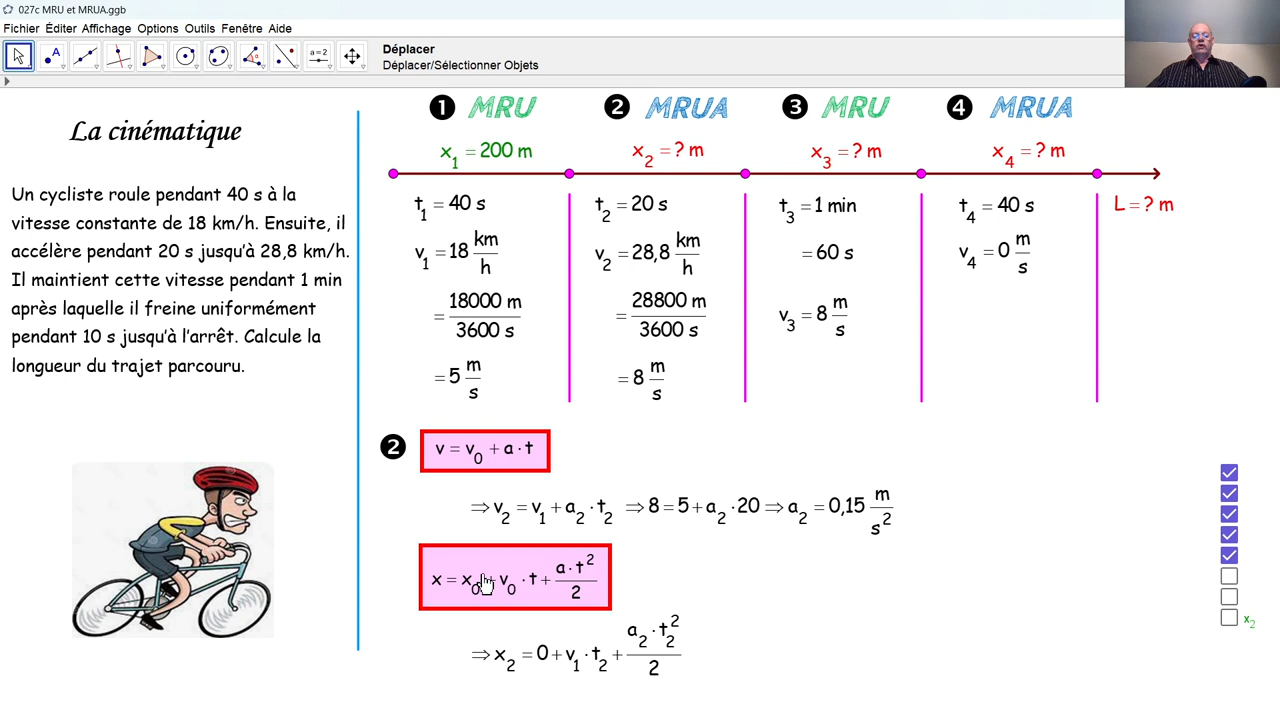 027c MRU et MRUA.ggb
Fichier Éditer Affichage Options Outils Fenêtre Aide
A
a=2
Déplacer
Déplacer/Sélectionner Objets
La cinématique
Un cycliste roule pendant 40 s à la
vitesse constante de 18 km/h. Ensuite, il
accélère pendant 20 s jusqu'à 28,8 km/h.
Il maintient cette vitesse pendant 1 min
après laquelle il freine uniformément
pendant 10 s jusqu'à l'arrêt. Calcule la
longueur du trajet parcouru.
❶ MRU ❷ MRUA ❸ MRU ❹ MRUA
x₁ = 200 m x₂ = ? m x₃ = ? m x₄ = ? m
t₁ = 40 s t₂ = 20 s t₃ = 1 min t₄ = 40 s L = ? m
v₁ = 18 km/h v₂ = 28,8 km/h = 60 s v₄ = 0 m/s
= 18000 m / 3600 s = 28800 m / 3600 s v₃ = 8 m/s
= 5 m/s = 8 m/s
❷ v = v₀ + a · t
⇒ v₂ = v₁ + a₂ · t₂ ⇒ 8 = 5 + a₂ · 20 ⇒ a₂ = 0,15 m/s²
x = x₀ + v₀ · t + a · t² / 2
⇒ x₂ = 0 + v₁ · t₂ + a₂ · t₂² / 2
x₂